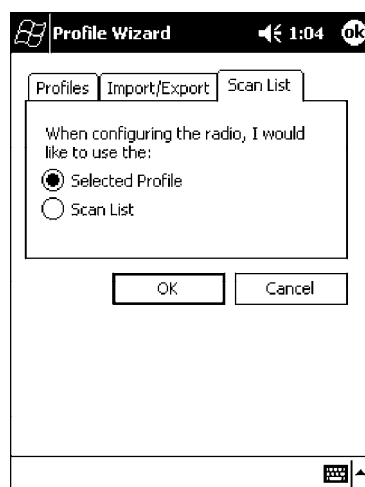 Profile Wizard 1:04 ok
Profiles Import/Export Scan List
When configuring the radio, I would
like to use the:
Selected Profile
Scan List
OK Cancel